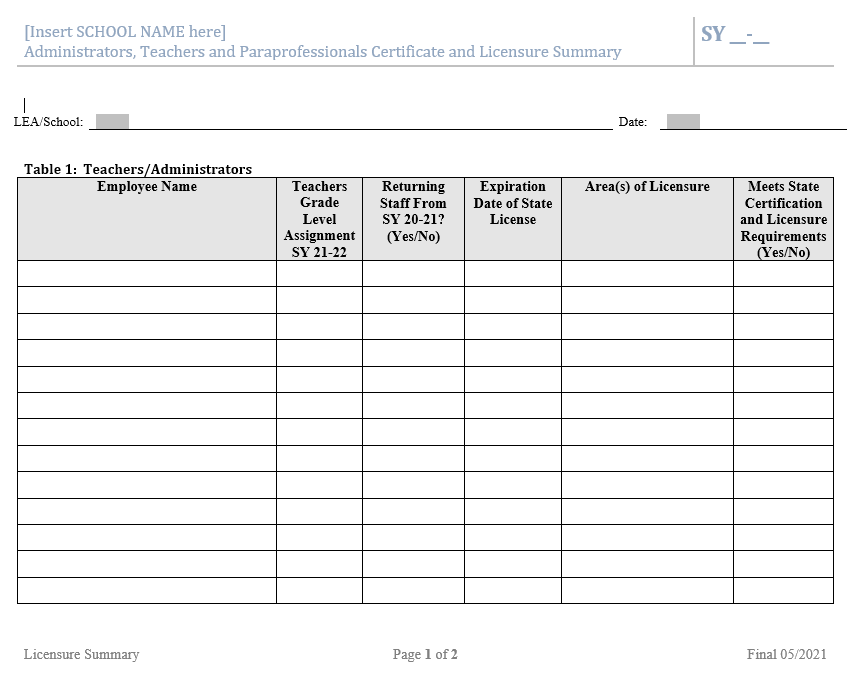 [Insert SCHOOL NAME here]
Administrators, Teachers and Paraprofessionals Certificate and Licensure Summary
SY __-__
LEA/School:
Date:
Table 1: Teachers/Administrators
Employee Name
Teachers
Grade
Level
Assignment
SY 21-22
Returning
Staff From
SY 20-21?
(Yes/No)
Expiration
Date of State
License
Area(s) of Licensure
Meets State
Certification
and Licensure
Requirements
(Yes/No)
Licensure Summary
Page 1 of 2
Final 05/2021